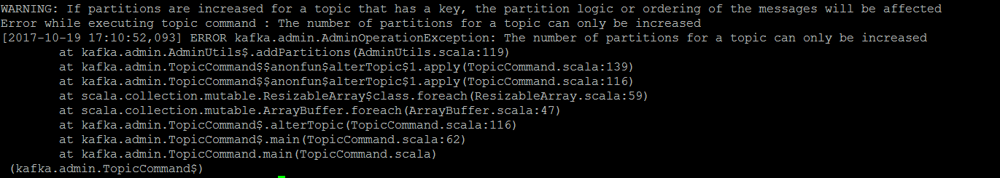 WARNING: If partitions are increased for a topic that has a key, the partition logic or ordering of the messages will be affected
Error while executing topic command : The number of partitions for a topic can only be increased
[2017-10-19 17:10:52,093] ERROR kafka.admin.AdminOperationException: The number of partitions for a topic can only be increased
        at kafka.admin.AdminUtils$.addPartitions(AdminUtils.scala:119)
        at kafka.admin.TopicCommand$$anonfun$alterTopic$1.apply(TopicCommand.scala:139)
        at kafka.admin.TopicCommand$$anonfun$alterTopic$1.apply(TopicCommand.scala:116)
        at scala.collection.mutable.ResizableArray$class.foreach(ResizableArray.scala:59)
        at scala.collection.mutable.ArrayBuffer.foreach(ArrayBuffer.scala:47)
        at kafka.admin.TopicCommand$.alterTopic(TopicCommand.scala:116)
        at kafka.admin.TopicCommand$.main(TopicCommand.scala:62)
        at kafka.admin.TopicCommand.main(TopicCommand.scala)
 (kafka.admin.TopicCommand$)